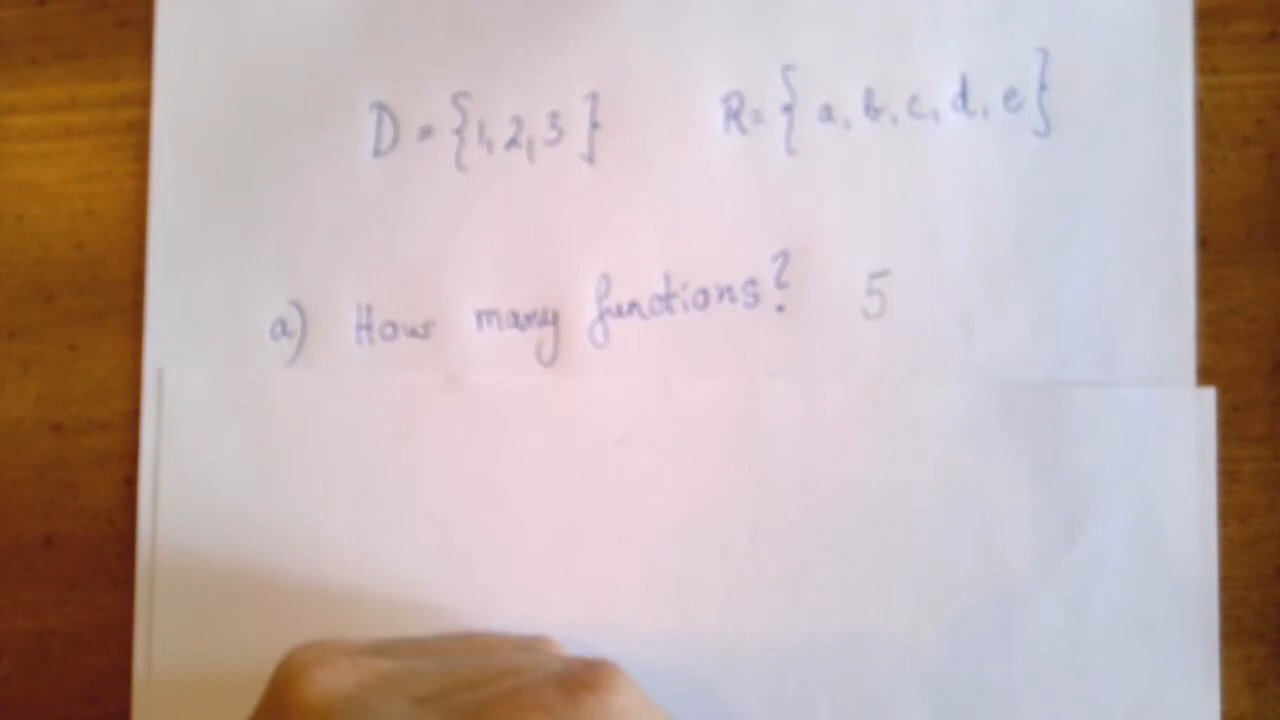 D = {1, 2, 3} R = {a, b, c, d, e}
a) How many functions? 5